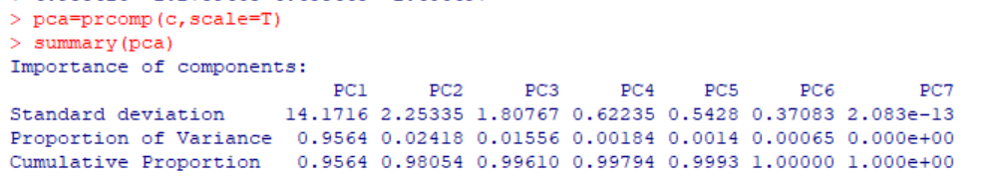 > pca=prcomp(c,scale=T)
> summary(pca)
Importance of components:
PC1 PC2 PC3 PC4 PC5 PC6 PC7
Standard deviation 14.1716 2.25335 1.80767 0.62235 0.5428 0.37083 2.083e-13
Proportion of Variance 0.9564 0.02418 0.01556 0.00184 0.0014 0.00065 0.000e+00
Cumulative Proportion 0.9564 0.98054 0.99610 0.99794 0.9993 1.00000 1.000e+00